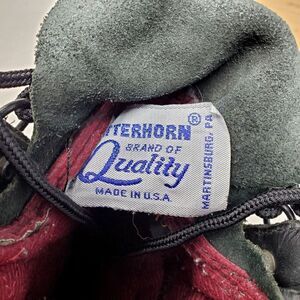 TTERHORN®
BRAND OF
Quality
MADE IN U.S.A.
MARTINSBURG, PA